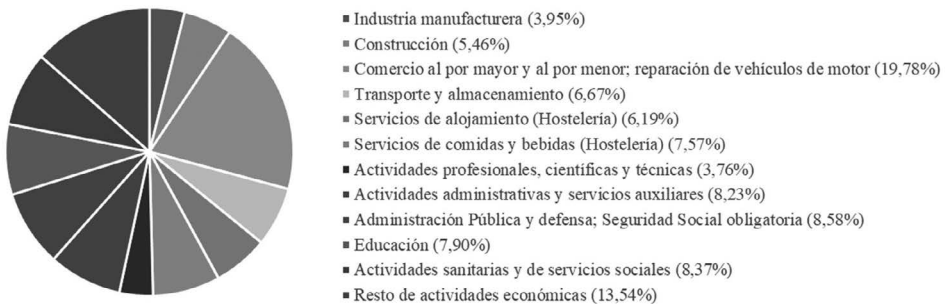 Industria manufacturera (3,95%)
Construcción (5,46%)
Comercio al por mayor y al por menor; reparación de vehículos de motor (19,78%)
Transporte y almacenamiento (6,67%)
Servicios de alojamiento (Hostelería) (6,19%)
Servicios de comidas y bebidas (Hostelería) (7,57%)
Actividades profesionales, científicas y técnicas (3,76%)
Actividades administrativas y servicios auxiliares (8,23%)
Administración Pública y defensa; Seguridad Social obligatoria (8,58%)
Educación (7,90%)
Actividades sanitarias y de servicios sociales (8,37%)
Resto de actividades económicas (13,54%)